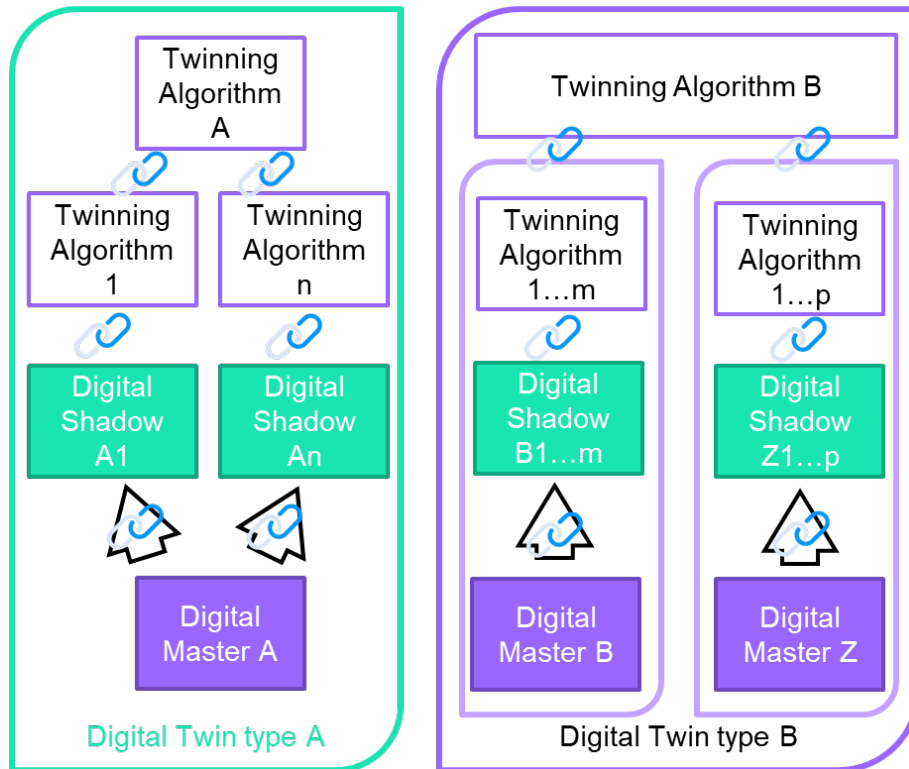 Twinning
Algorithm
A
Twinning
Algorithm
1
Twinning
Algorithm
n
Digital
Shadow
A1
Digital
Shadow
An
Digital
Master A
Digital Twin type A
Twinning Algorithm B
Twinning
Algorithm
1...m
Twinning
Algorithm
1...p
Digital
Shadow
B1...m
Digital
Shadow
Z1...p
Digital
Master B
Digital
Master Z
Digital Twin type B